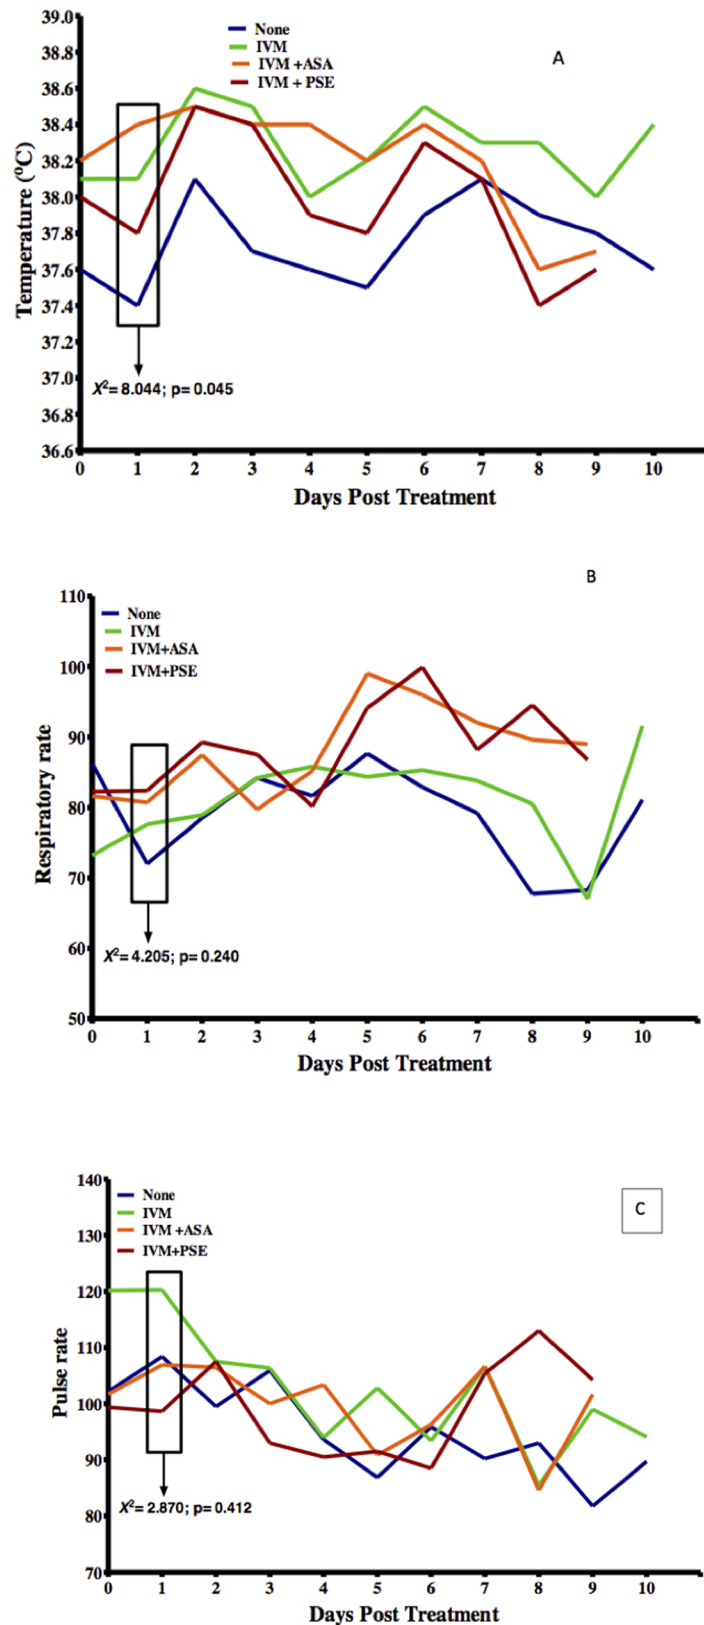 A
None
IVM
IVM +ASA
IVM + PSE
39.0
38.8
38.6
38.4
38.2
38.0
37.8
37.6
37.4
37.2
37.0
36.8
36.6
Temperature (⁰C)
X²= 8.044; p= 0.045
0 1 2 3 4 5 6 7 8 9 10
Days Post Treatment
B
None
IVM
IVM+ASA
IVM+PSE
110
100
90
80
70
60
50
Respiratory rate
X²= 4.205; p= 0.240
0 1 2 3 4 5 6 7 8 9 10
Days Post Treatment
C
None
IVM
IVM +ASA
IVM+PSE
140
130
120
110
100
90
80
70
Pulse rate
X²= 2.870; p= 0.412
0 1 2 3 4 5 6 7 8 9 10
Days Post Treatment